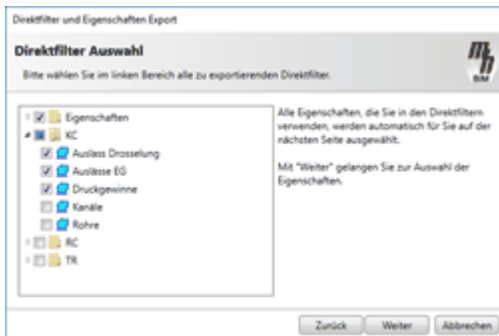 Direktfilter und Eigenschaften Export
Direktfilter Auswahl
Bitte wählen Sie im linken Bereich alle zu exportierenden Direktfilter.
mh
BIM
Eigenschaften
KC
Auslass Drosselung
Auslässe EG
Druckgewinne
Kanäle
Rohre
RC
TR
Alle Eigenschaften, die Sie in den Direktfiltern
verwenden, werden automatisch für Sie auf der
nächsten Seite ausgewählt.
Mit "Weiter" gelangen Sie zur Auswahl der
Eigenschaften.
Zurück
Weiter
Abbrechen